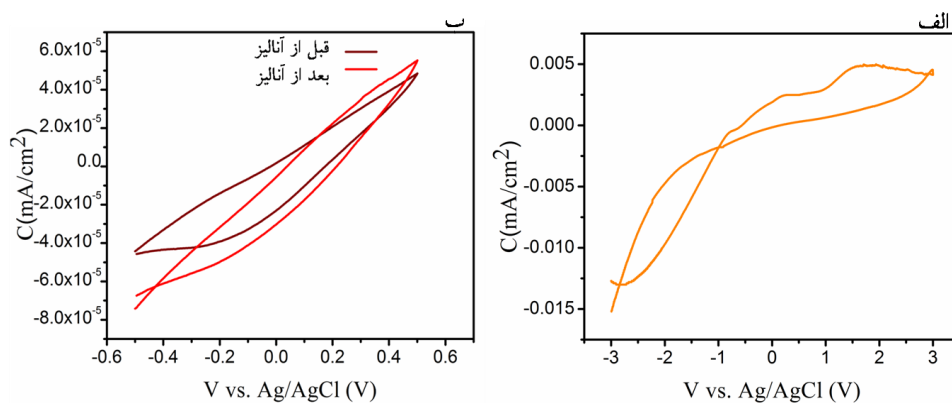 ب
6.0x10-5
4.0x10-5
2.0x10-5
0.0
-2.0x10-5
-4.0x10-5
-6.0x10-5
-8.0x10-5
C(mA/cm2)
قبل از آنالیز
بعد از آنالیز
-0.6 -0.4 -0.2 0.0 0.2 0.4 0.6
V vs. Ag/AgCl (V)
الف
0.005
0.000
-0.005
-0.010
-0.015
C(mA/cm2)
-3 -2 -1 0 1 2 3
V vs. Ag/AgCl (V)